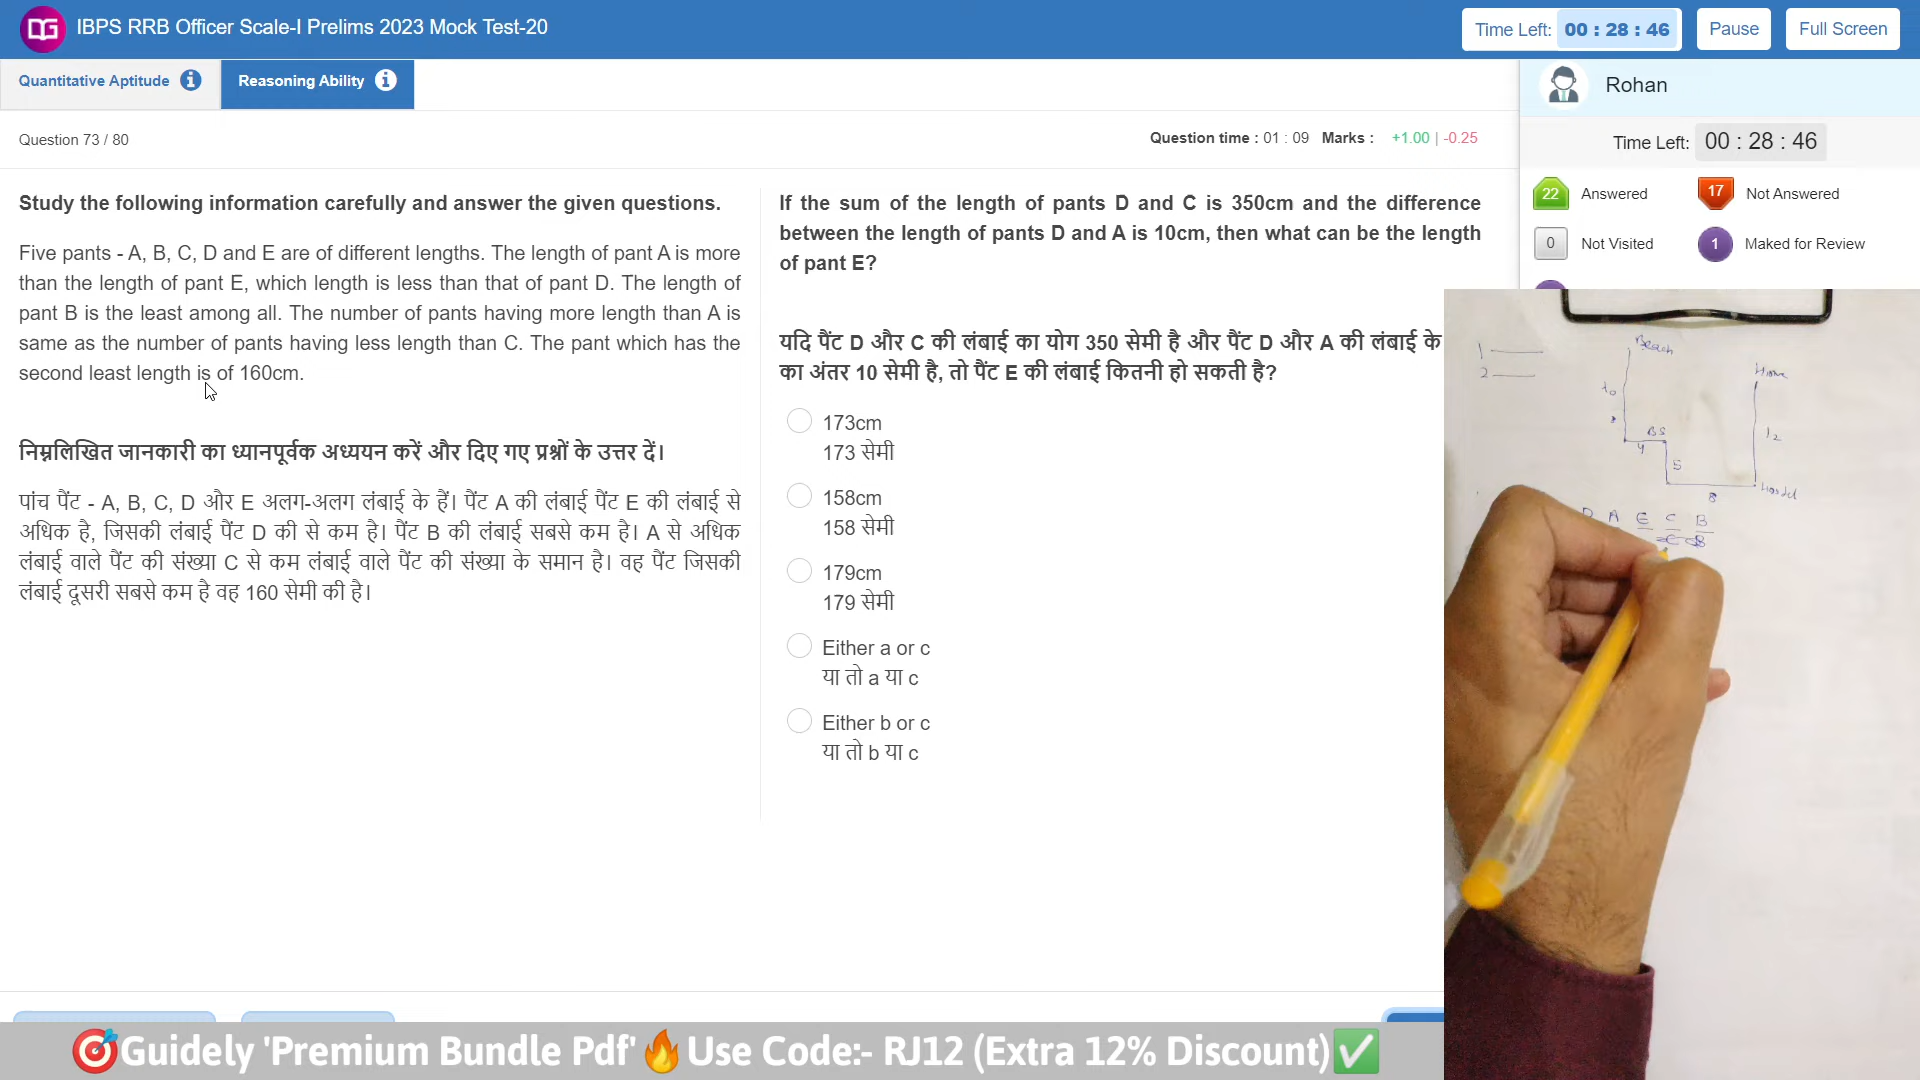 DG
IBPS RRB Officer Scale-I Prelims 2023 Mock Test-20
Time Left: 00 : 28 : 46
Pause
Full Screen
Quantitative Aptitude i
Reasoning Ability i
Rohan
Question 73 / 80
Question time : 01 : 09 Marks : +1.00 | -0.25
Time Left: 00 : 28 : 46
22 Answered
17 Not Answered
0 Not Visited
1 Maked for Review
Study the following information carefully and answer the given questions.
Five pants - A, B, C, D and E are of different lengths. The length of pant A is more
than the length of pant E, which length is less than that of pant D. The length of
pant B is the least among all. The number of pants having more length than A is
same as the number of pants having less length than C. The pant which has the
second least length is of 160cm.
निम्नलिखित जानकारी का ध्यानपूर्वक अध्ययन करें और दिए गए प्रश्नों के उत्तर दें।
पांच पैंट - A, B, C, D और E अलग-अलग लंबाई के हैं। पैंट A की लंबाई पैंट E की लंबाई से
अधिक है, जिसकी लंबाई पैंट D की से कम है। पैंट B की लंबाई सबसे कम है। A से अधिक
लंबाई वाले पैंट की संख्या C से कम लंबाई वाले पैंट की संख्या के समान है। वह पैंट जिसकी
लंबाई दूसरी सबसे कम है वह 160 सेमी की है।
If the sum of the length of pants D and C is 350cm and the difference
between the length of pants D and A is 10cm, then what can be the length
of pant E?
यदि पैंट D और C की लंबाई का योग 350 सेमी है और पैंट D और A की लंबाई के
का अंतर 10 सेमी है, तो पैंट E की लंबाई कितनी हो सकती है?
173cm
173 सेमी
158cm
158 सेमी
179cm
179 सेमी
Either a or c
या तो a या c
Either b or c
या तो b या c
1
2
Beach
Home
BS
4
5
12
8
D A E C B
Guidely 'Premium Bundle Pdf' Use Code:- RJ12 (Extra 12% Discount)